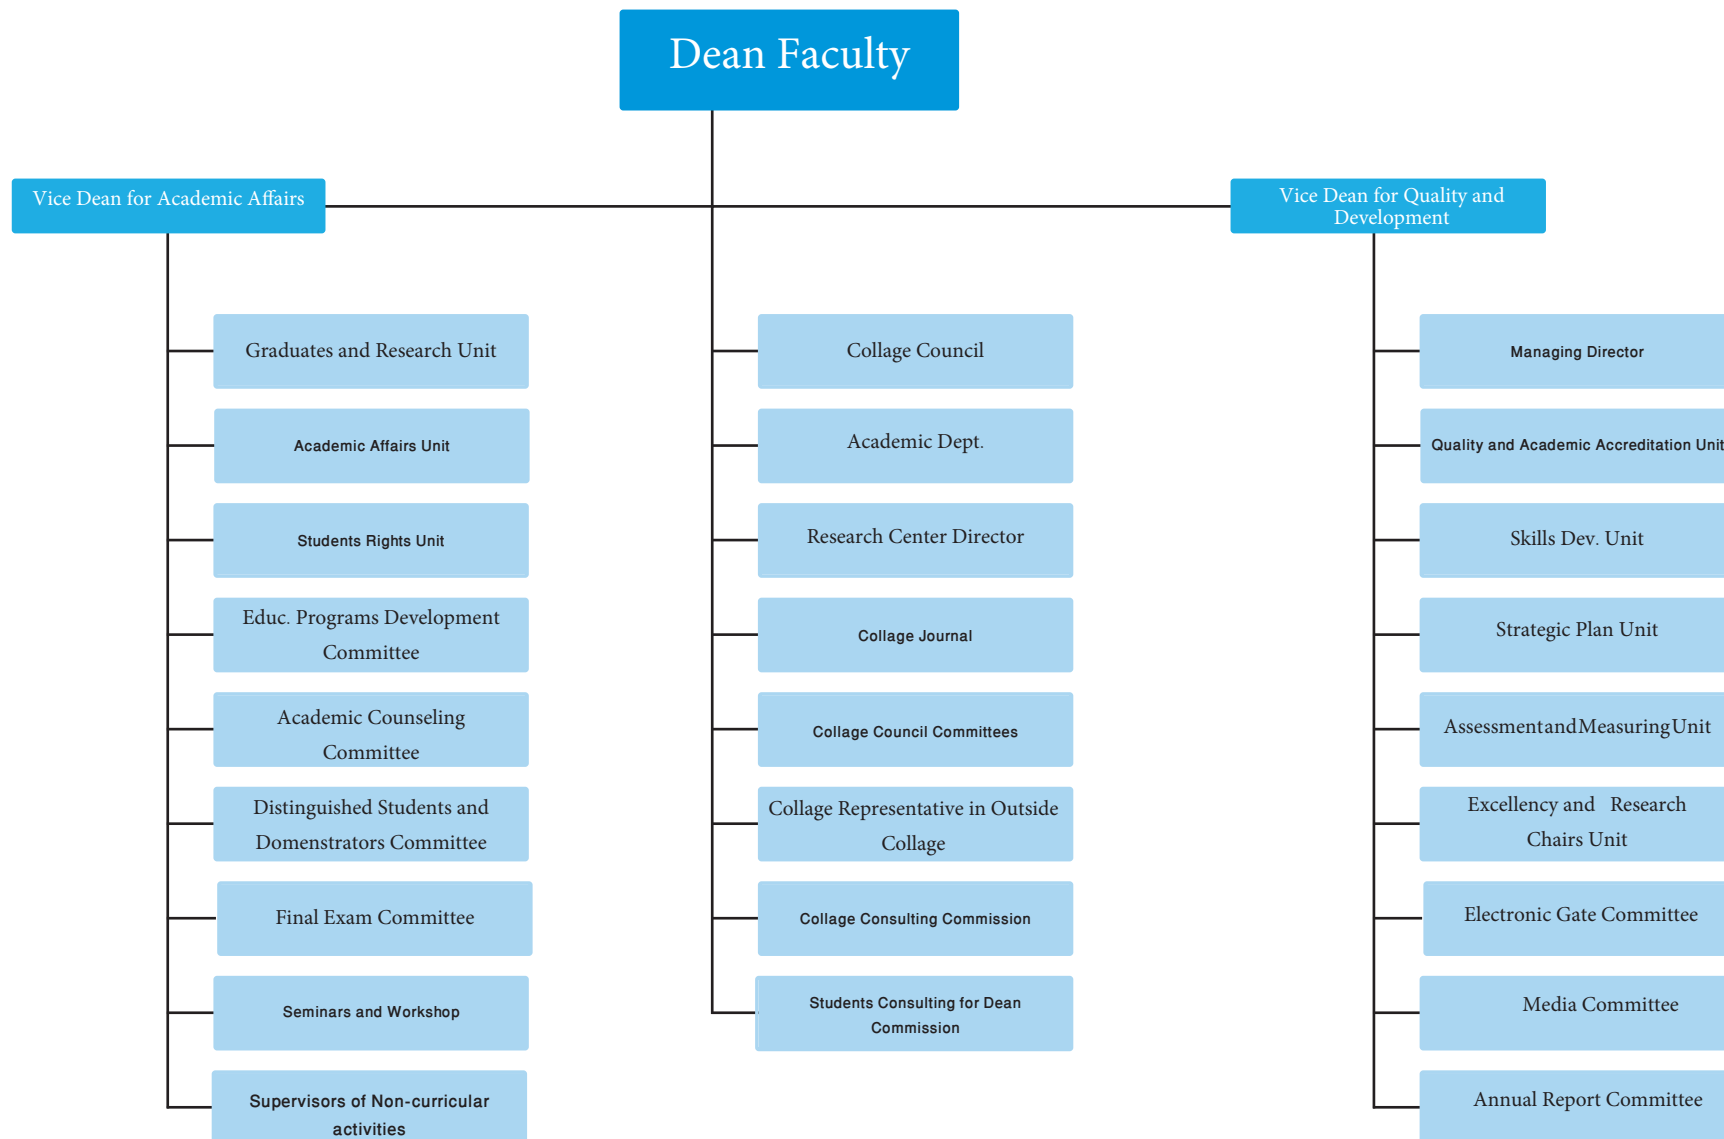 Dean Faculty
Vice Dean for Academic Affairs
Vice Dean for Quality and
Development
Graduates and Research Unit
Academic Affairs Unit
Students Rights Unit
Educ. Programs Development
Committee
Academic Counseling
Committee
Distinguished Students and
Domenstrators Committee
Final Exam Committee
Seminars and Workshop
Supervisors of Non-curricular
activities
Collage Council
Academic Dept.
Research Center Director
Collage Journal
Collage Council Committees
Collage Representative in Outside
Collage
Collage Consulting Commission
Students Consulting for Dean
Commission
Managing Director
Quality and Academic Accreditation Unit
Skills Dev. Unit
Strategic Plan Unit
AssessmentandMeasuringUnit
Excellency and Research
Chairs Unit
Electronic Gate Committee
Media Committee
Annual Report Committee